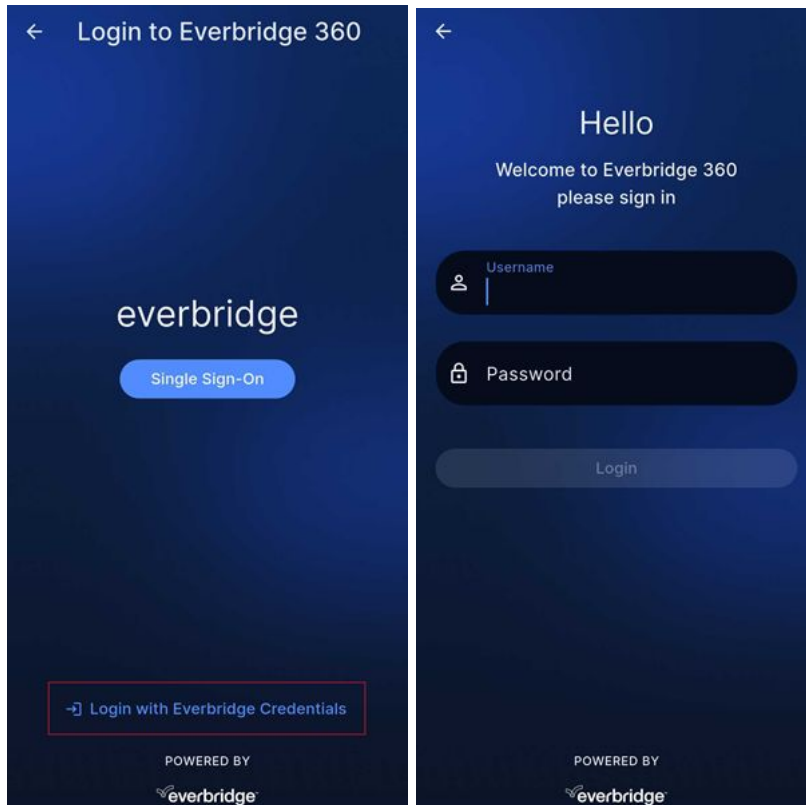 Login to Everbridge 360
everbridge
Single Sign-On
Login with Everbridge Credentials
POWERED BY
everbridge
Hello
Welcome to Everbridge 360
please sign in
Username
Password
Login
POWERED BY
everbridge